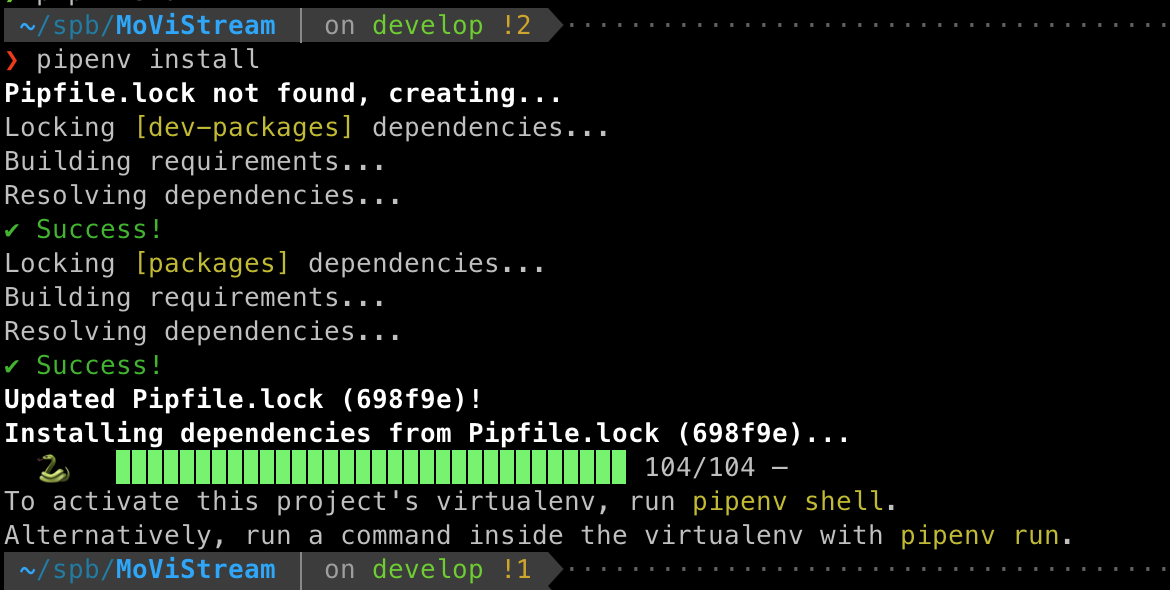 ~/spb/MoViStream on develop !2
❯ pipenv install
Pipfile.lock not found, creating...
Locking [dev-packages] dependencies...
Building requirements...
Resolving dependencies...
✔ Success!
Locking [packages] dependencies...
Building requirements...
Resolving dependencies...
✔ Success!
Updated Pipfile.lock (698f9e)!
Installing dependencies from Pipfile.lock (698f9e)...
104/104 —
To activate this project's virtualenv, run pipenv shell.
Alternatively, run a command inside the virtualenv with pipenv run.
~/spb/MoViStream on develop !1